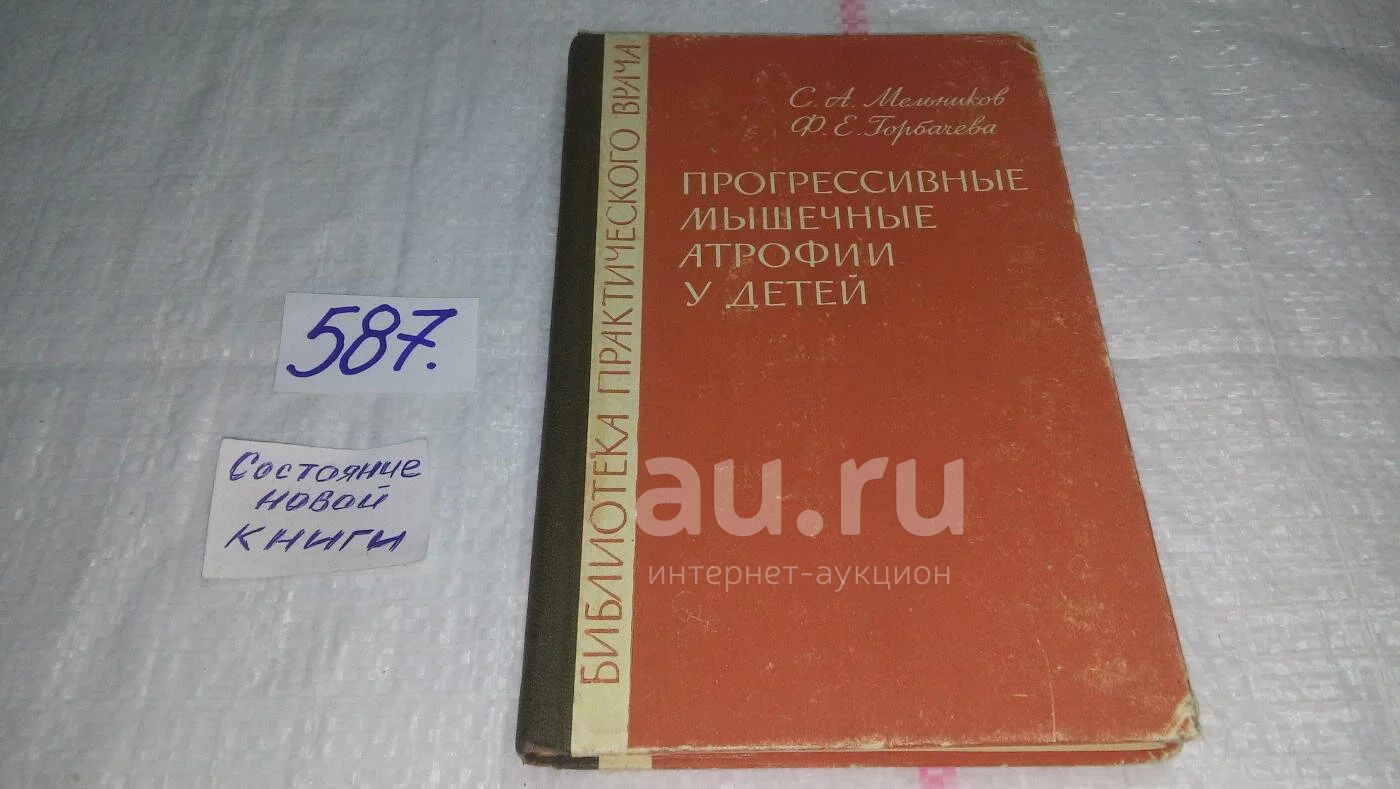 С. А. Мельников
Ф. Е. Горбачева
ПРОГРЕССИВНЫЕ
МЫШЕЧНЫЕ
АТРОФИИ
У ДЕТЕЙ
БИБЛИОТЕКА ПРАКТИЧЕСКОГО ВРАЧА
587.
Состояние
новой
книги
au.ru
интернет-аукцион